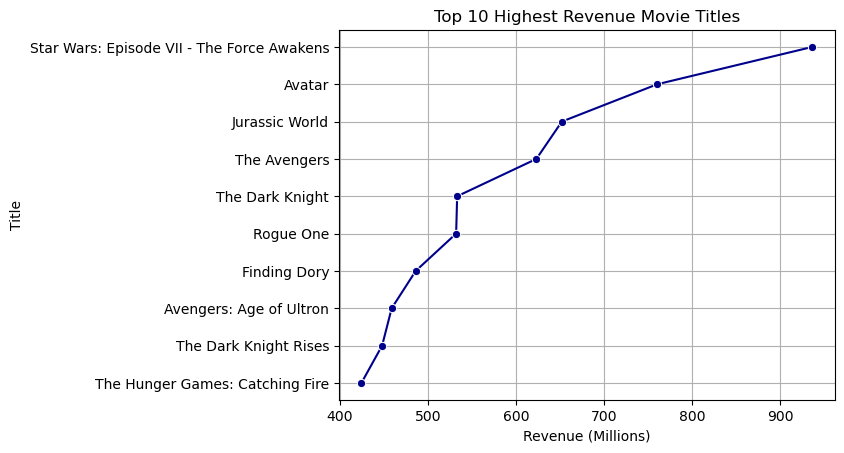 Top 10 Highest Revenue Movie Titles
Title
Star Wars: Episode VII - The Force Awakens
Avatar
Jurassic World
The Avengers
The Dark Knight
Rogue One
Finding Dory
Avengers: Age of Ultron
The Dark Knight Rises
The Hunger Games: Catching Fire
400 500 600 700 800 900
Revenue (Millions)